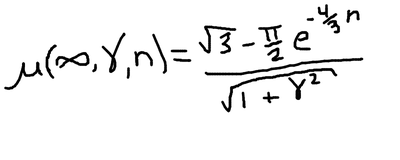 μ(∞,γ,n) = (√3 - π/2 e^(-4/3 n)) / √(1 + γ²)